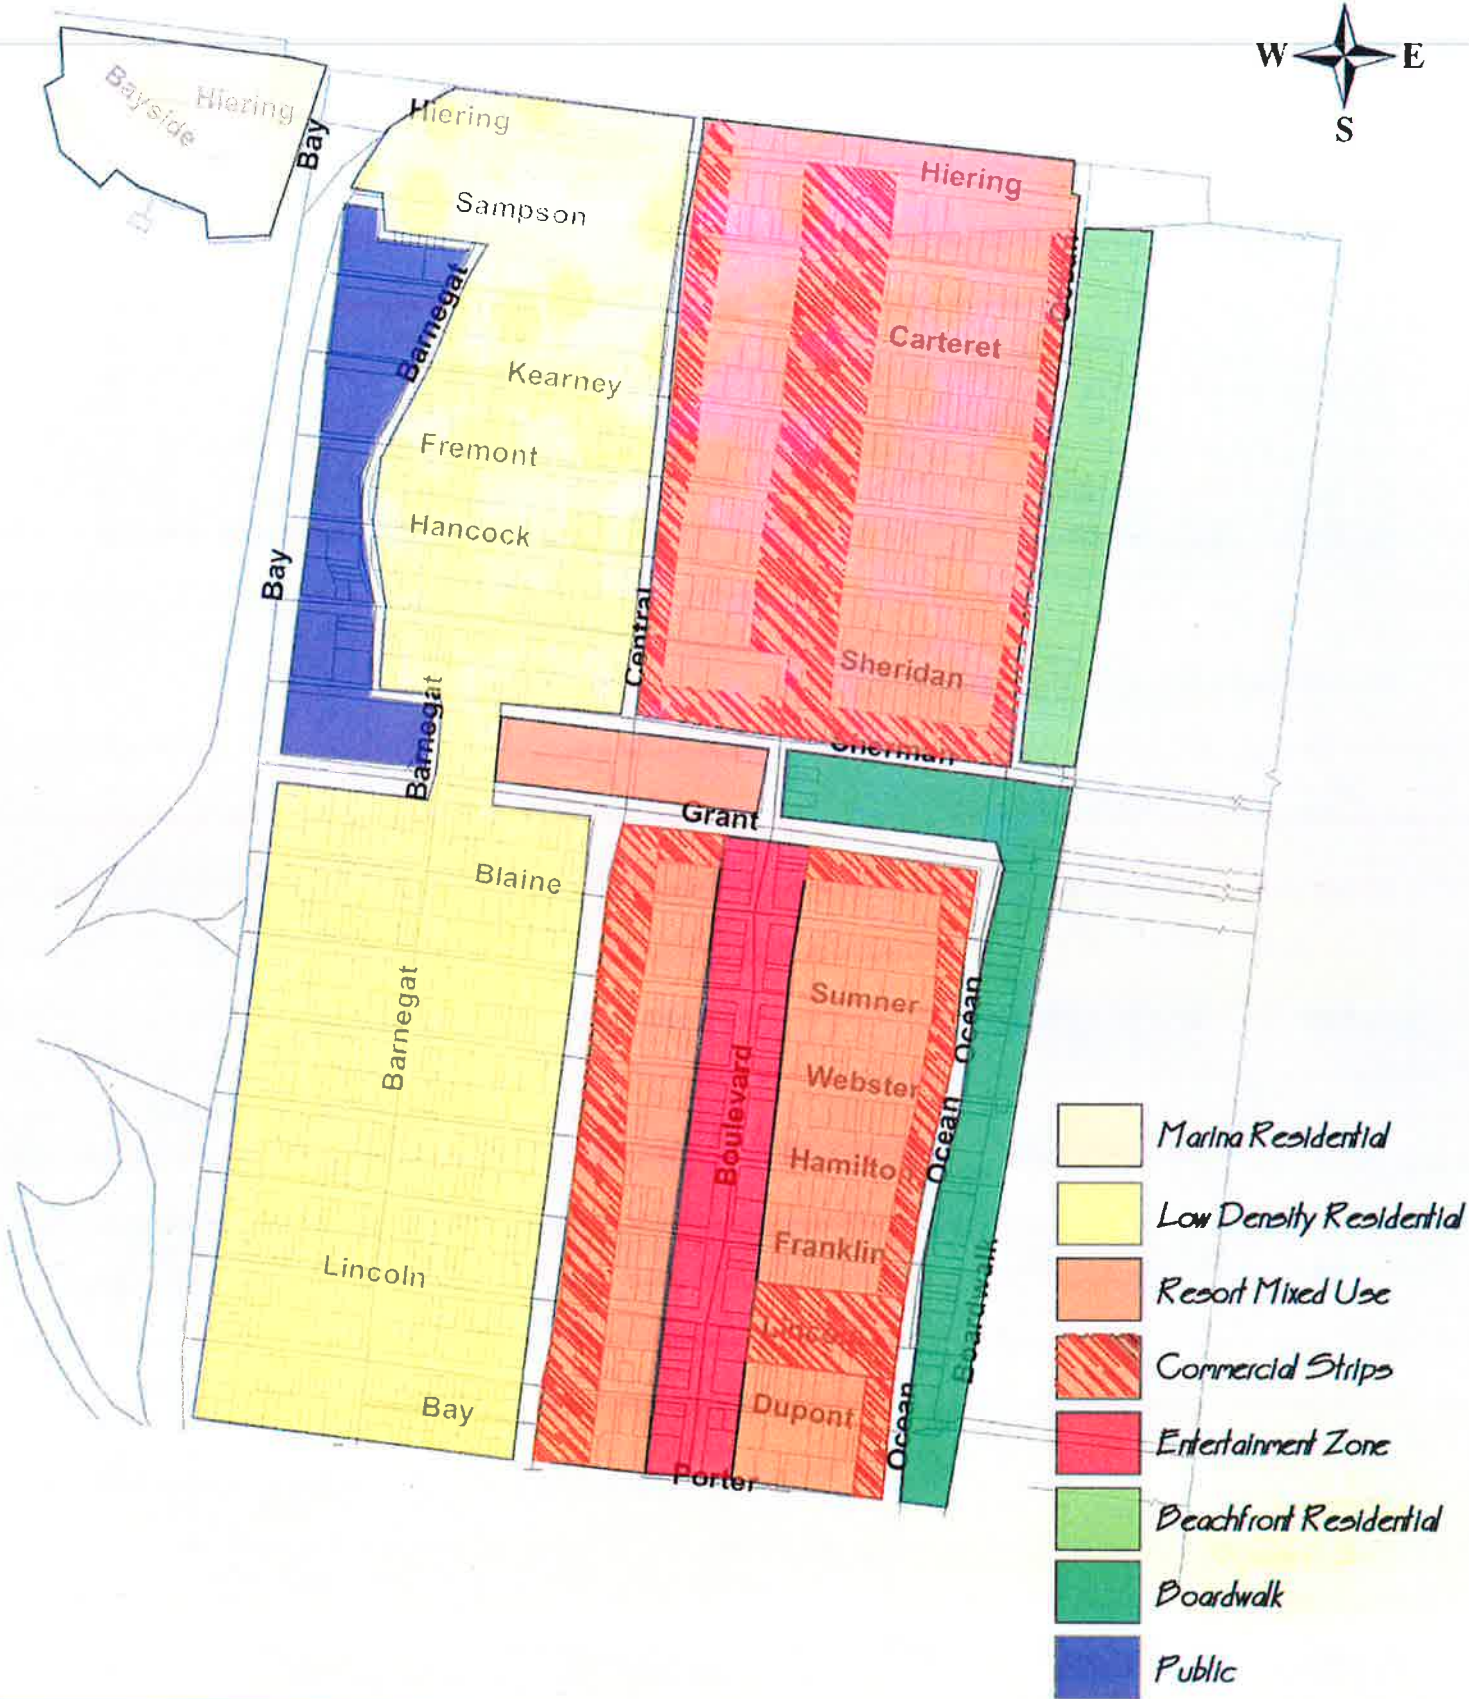 W E
S
Bayside
Hiering
Bay
Hiering
Sampson
Hiering
Barnegat
Kearney
Carteret
Fremont
Hancock
Bay
Central
Sheridan
Barnegat
Sherman
Grant
Blaine
Barnegat
Sumner
Ocean
Boulevard
Webster
Ocean
Hamilto
Franklin
Lincoln
Lincoln
Boardwalk
Bay
Dupont
Ocean
Porter
Marina Residential
Low Density Residential
Resort Mixed Use
Commercial Strips
Entertainment Zone
Beachfront Residential
Boardwalk
Public